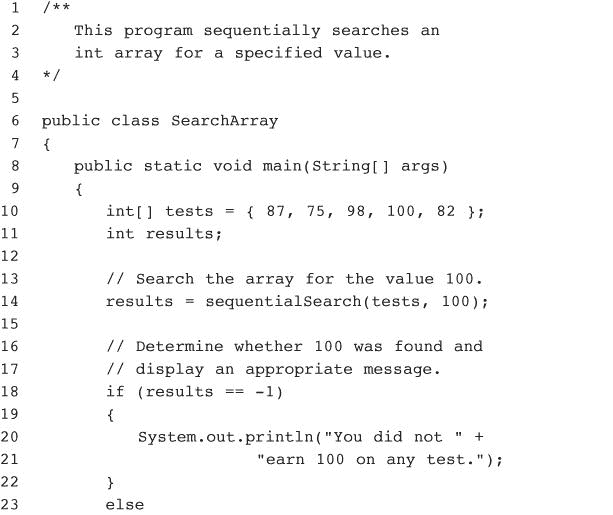 1 /**
2 This program sequentially searches an
3 int array for a specified value.
4 */
5
6 public class SearchArray
7 {
8 public static void main(String[] args)
9 {
10 int[] tests = { 87, 75, 98, 100, 82 };
11 int results;
12
13 // Search the array for the value 100.
14 results = sequentialSearch(tests, 100);
15
16 // Determine whether 100 was found and
17 // display an appropriate message.
18 if (results == -1)
19 {
20 System.out.println("You did not " +
21 "earn 100 on any test.");
22 }
23 else